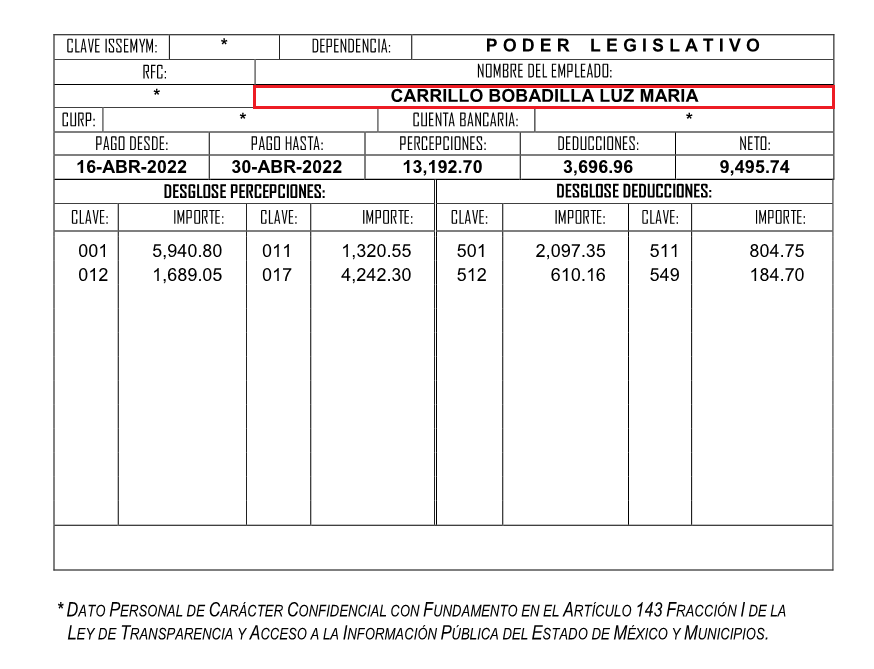 CLAVE ISSEMYM: * DEPENDENCIA: PODER LEGISLATIVO
RFC: NOMBRE DEL EMPLEADO:
* CARRILLO BOBADILLA LUZ MARIA
CURP: * CUENTA BANCARIA: *
PAGO DESDE: PAGO HASTA: PERCEPCIONES: DEDUCCIONES: NETO:
16-ABR-2022 30-ABR-2022 13,192.70 3,696.96 9,495.74
DESGLOSE PERCEPCIONES: DESGLOSE DEDUCCIONES:
CLAVE: IMPORTE: CLAVE: IMPORTE: CLAVE: IMPORTE: CLAVE: IMPORTE:
001 5,940.80 011 1,320.55 501 2,097.35 511 804.75
012 1,689.05 017 4,242.30 512 610.16 549 184.70
* DATO PERSONAL DE CARÁCTER CONFIDENCIAL CON FUNDAMENTO EN EL ARTÍCULO 143 FRACCIÓN I DE LA
LEY DE TRANSPARENCIA Y ACCESO A LA INFORMACIÓN PÚBLICA DEL ESTADO DE MÉXICO Y MUNICIPIOS.